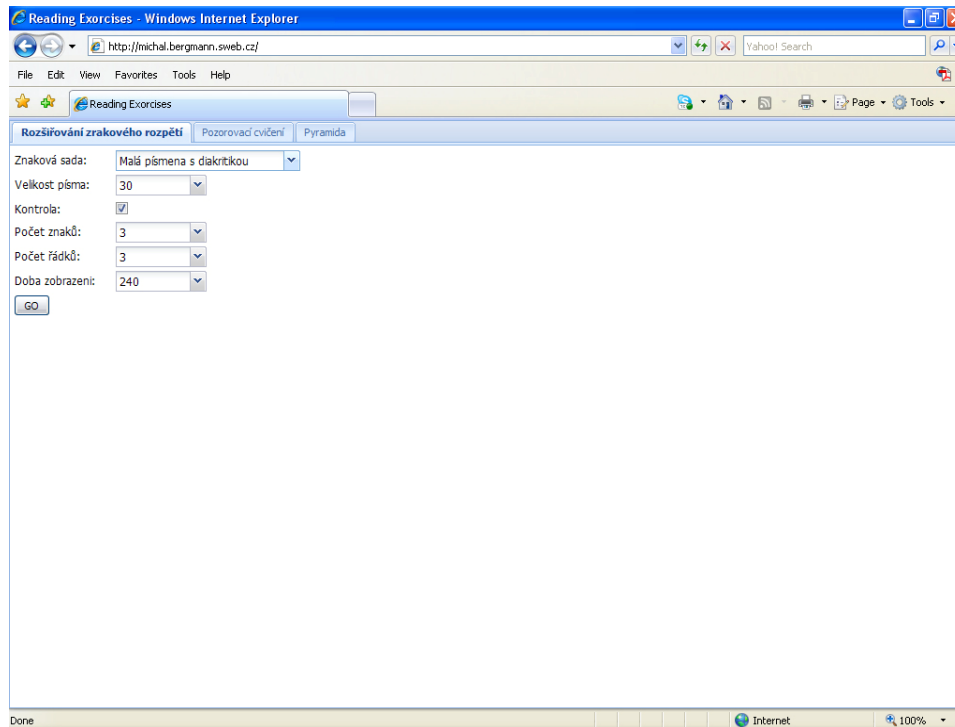 Reading Exorcises - Windows Internet Explorer
http://michal.bergmann.sweb.cz/
Yahoo! Search
File Edit View Favorites Tools Help
Reading Exorcises
Page
Tools
Rozšiřování zrakového rozpětí Pozorovací cvičení Pyramida
Znaková sada: Malá písmena s diakritikou
Velikost písma: 30
Kontrola:
Počet znaků: 3
Počet řádků: 3
Doba zobrazeni: 240
GO
Done Internet 100%